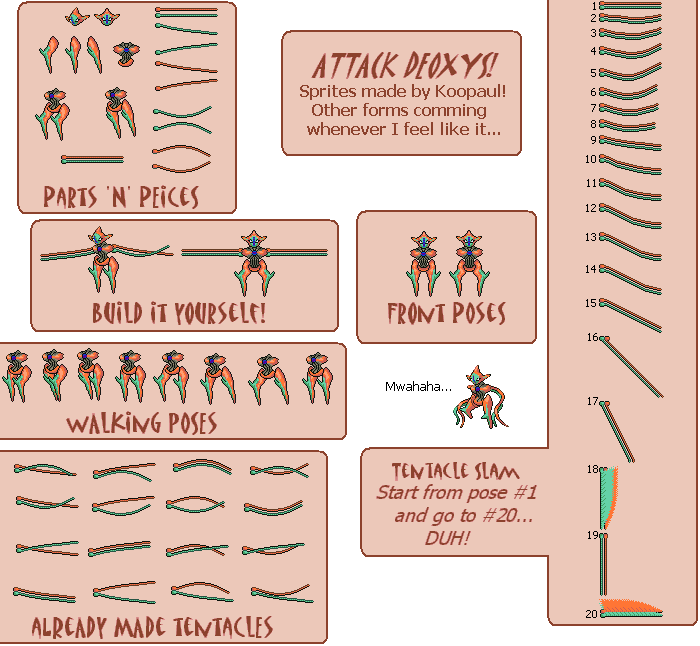 ATTACK DEOXYS!
Sprites made by Koopaul!
Other forms comming
whenever I feel like it...
PARTS 'N' PEICES
BUILD IT YOURSELF!
FRONT POSES
WALKING POSES
Mwahaha...
TENTACLE SLAM
Start from pose #1
and go to #20...
DUH!
ALREADY MADE TENTACLES
1
2
3
4
5
6
7
8
9
10
11
12
13
14
15
16
17
18
19
20